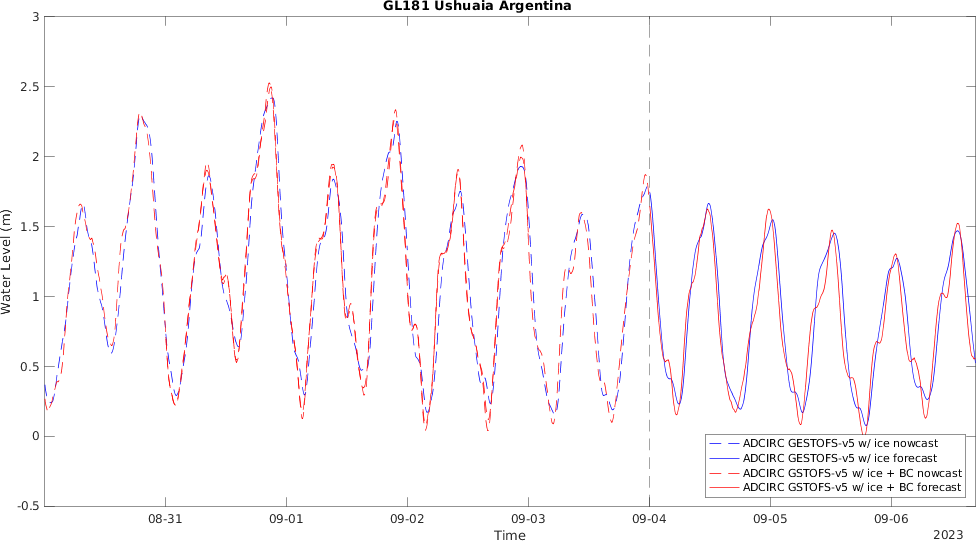 GL181 Ushuaia Argentina
3
2.5
2
1.5
1
0.5
0
-0.5
Water Level (m)
ADCIRC GESTOFS-v5 w/ ice nowcast
ADCIRC GESTOFS-v5 w/ ice forecast
ADCIRC GSTOFS-v5 w/ ice + BC nowcast
ADCIRC GSTOFS-v5 w/ ice + BC forecast
08-31 09-01 09-02 09-03 09-04 09-05 09-06
Time
2023